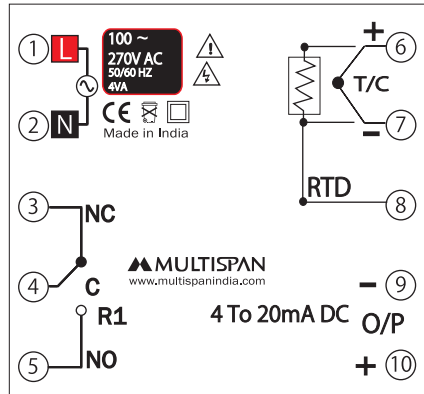 1 L
100 ~
270V AC
50/60 HZ
4VA
2 N
CE
Made in India
+ 6
T/C
− 7
RTD 8
3 NC
4 C
R1
5 NO
MULTISPAN
www.multispanindia.com
− 9
4 To 20mA DC O/P
+ 10